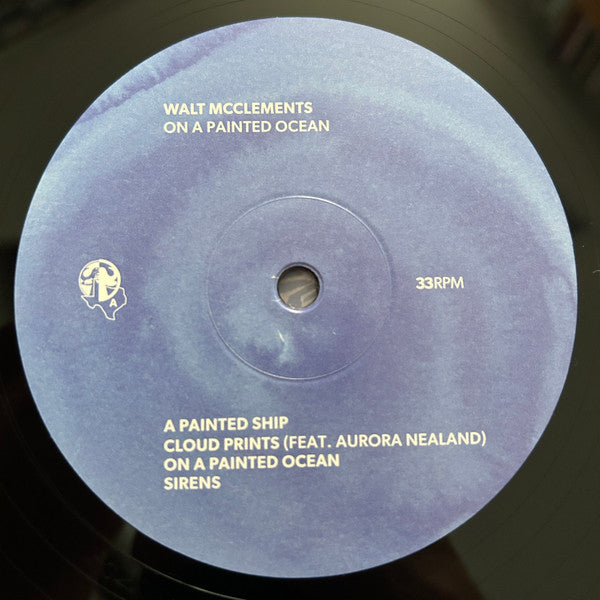 WALT MCCLEMENTS
ON A PAINTED OCEAN
A
33RPM
A PAINTED SHIP
CLOUD PRINTS (FEAT. AURORA NEALAND)
ON A PAINTED OCEAN
SIRENS